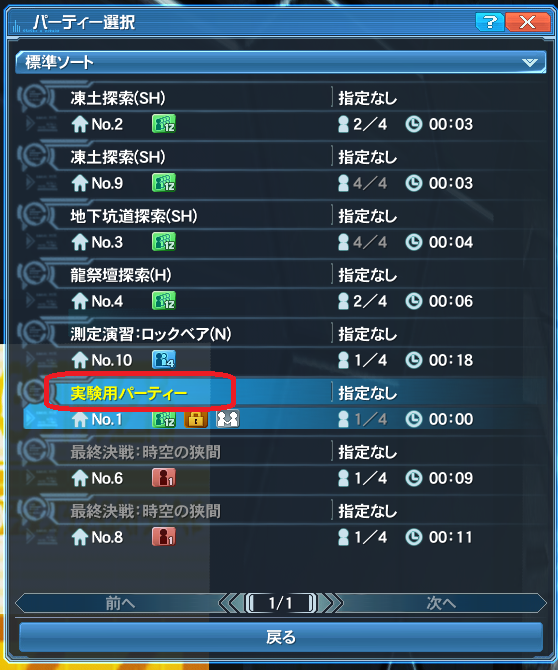 パーティー選択
?
標準ソート
凍土探索(SH) 指定なし
No.2 12 2/4 00:03
凍土探索(SH) 指定なし
No.9 12 4/4 00:03
地下坑道探索(SH) 指定なし
No.3 12 4/4 00:04
龍祭壇探索(H) 指定なし
No.4 12 2/4 00:06
測定演習:ロックベア(N) 指定なし
No.10 4 1/4 00:18
実験用パーティー 指定なし
No.1 12 1/4 00:00
最終決戦:時空の狭間 指定なし
No.6 1 1/4 00:09
最終決戦:時空の狭間 指定なし
No.8 1 1/4 00:11
前へ 1/1 次へ
戻る